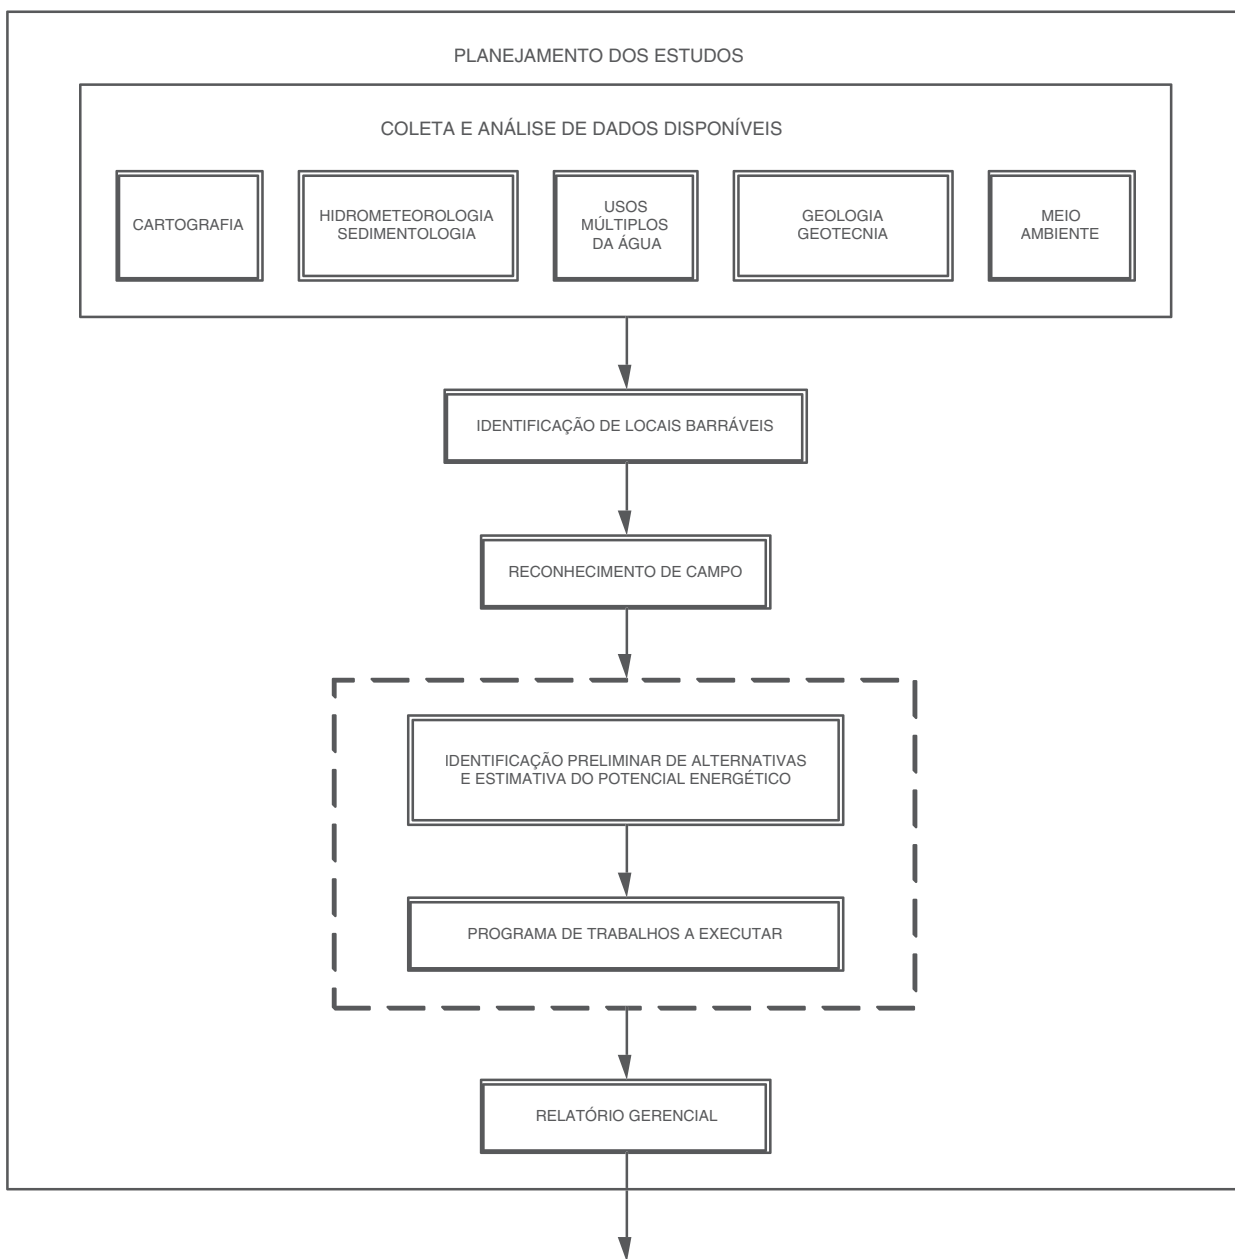 PLANEJAMENTO DOS ESTUDOS
COLETA E ANÁLISE DE DADOS DISPONÍVEIS
CARTOGRAFIA
HIDROMETEOROLOGIA
SEDIMENTOLOGIA
USOS
MÚLTIPLOS
DA ÁGUA
GEOLOGIA
GEOTECNIA
MEIO
AMBIENTE
IDENTIFICAÇÃO DE LOCAIS BARRÁVEIS
RECONHECIMENTO DE CAMPO
IDENTIFICAÇÃO PRELIMINAR DE ALTERNATIVAS
E ESTIMATIVA DO POTENCIAL ENERGÉTICO
PROGRAMA DE TRABALHOS A EXECUTAR
RELATÓRIO GERENCIAL